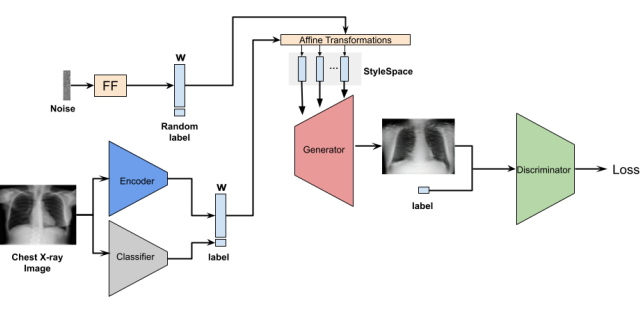 Affine Transformations
W
StyleSpace
...
FF
Noise
Random
label
Generator
Encoder
W
Discriminator
Loss
label
Chest X-ray
Image
Classifier
label